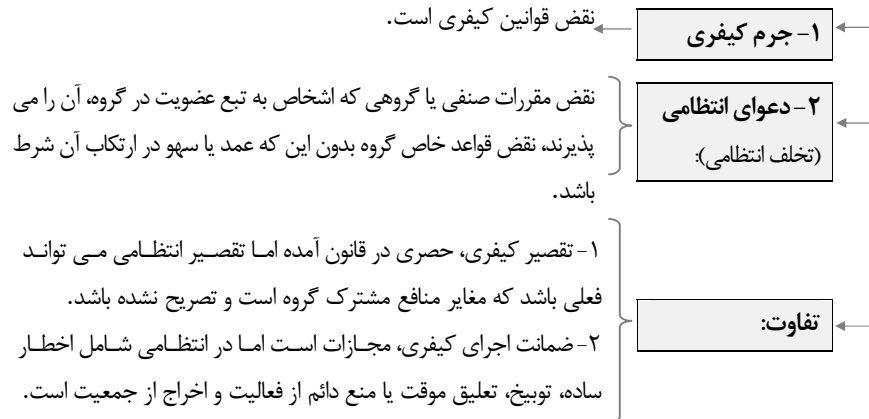 ۱- جرم کیفری
نقض قوانین کیفری است.
۲- دعوای انتظامی
(تخلف انتظامی):
نقض مقررات صنفی یا گروهی که اشخاص به تبع عضویت در گروه، آن را می
پذیرند، نقض قواعد خاص گروه بدون این که عمد یا سهو در ارتکاب آن شرط
باشد.
تفاوت:
۱- تقصیر کیفری، حصری در قانون آمده اما تقصیر انتظامی می تواند
فعلی باشد که مغایر منافع مشترک گروه است و تصریح نشده باشد.
۲- ضمانت اجرای کیفری، مجازات است اما در انتظامی شامل اخطار
ساده، توبیخ، تعلیق موقت یا منع دائم از فعالیت و اخراج از جمعیت است.